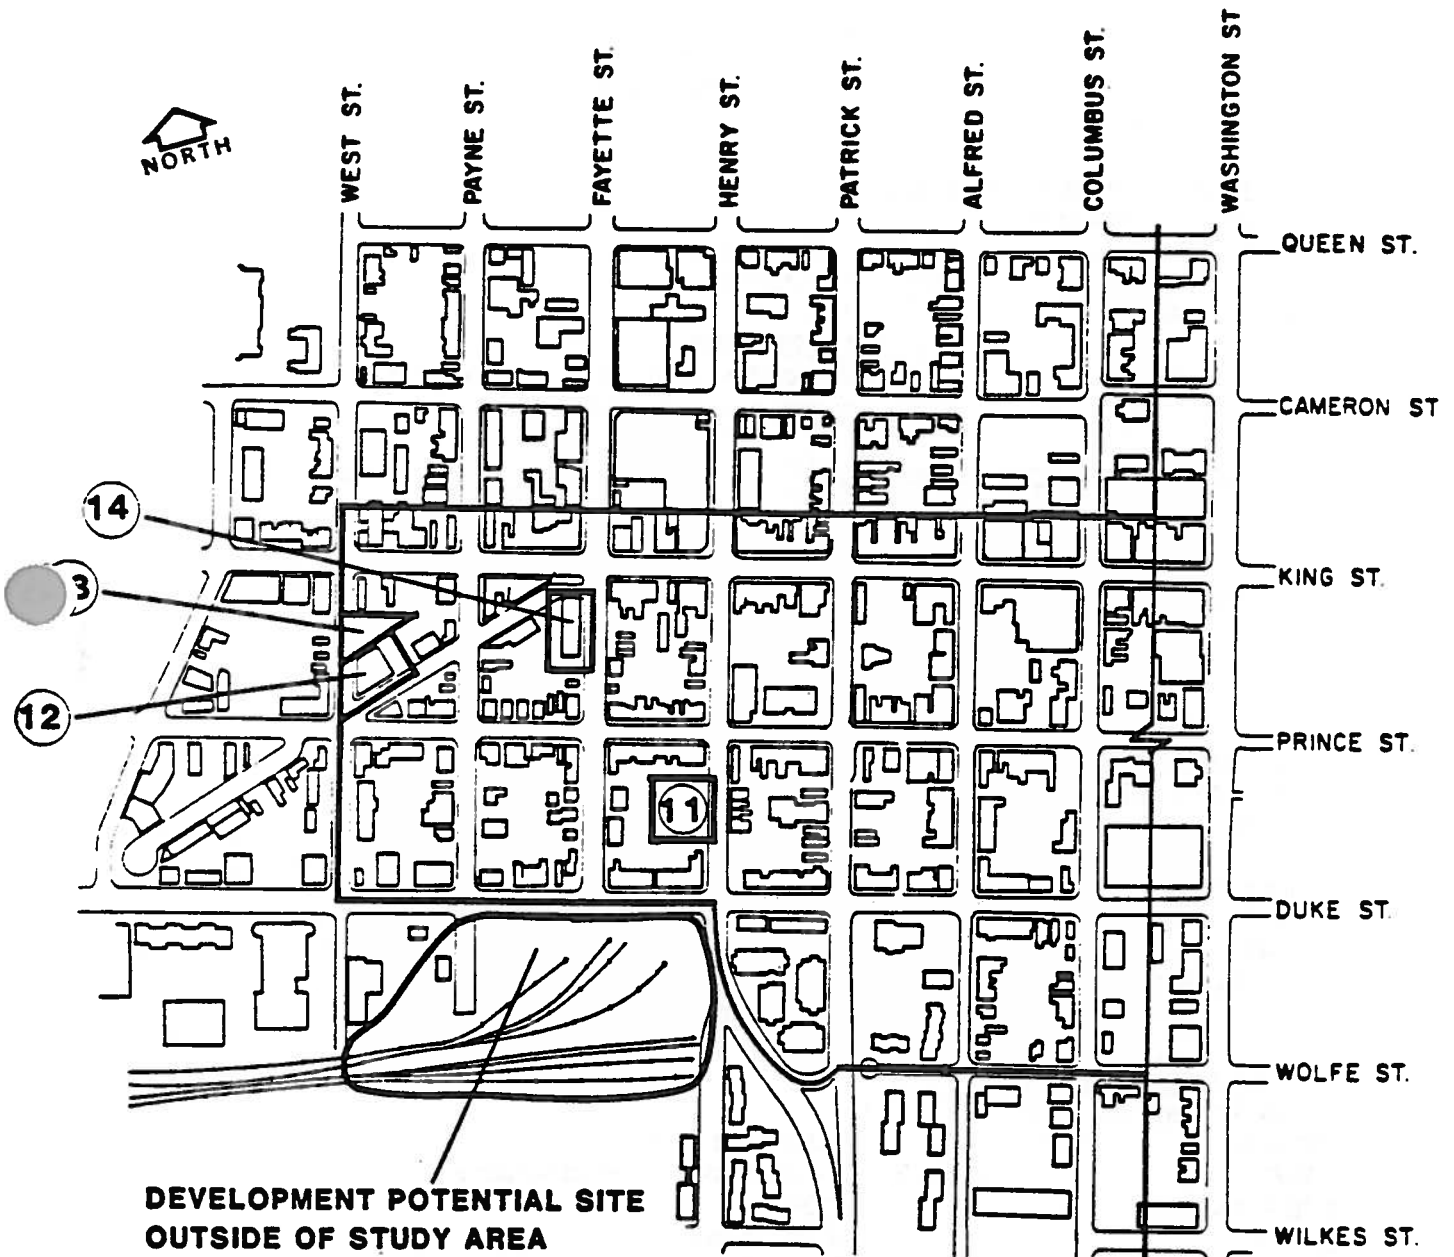 NORTH
WEST ST.
PAYNE ST.
FAYETTE ST.
HENRY ST.
PATRICK ST.
ALFRED ST.
COLUMBUS ST.
WASHINGTON ST
QUEEN ST.
CAMERON ST
14
KING ST.
3
12
PRINCE ST.
11
DUKE ST.
WOLFE ST.
DEVELOPMENT POTENTIAL SITE
OUTSIDE OF STUDY AREA
WILKES ST.